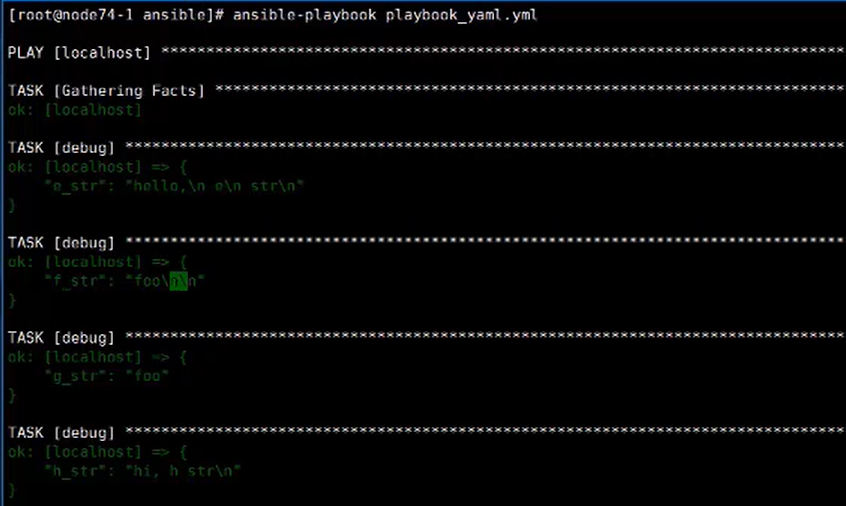 [root@node74-1 ansible]# ansible-playbook playbook_yaml.yml
PLAY [localhost] ****************************************************************************
TASK [Gathering Facts] **********************************************************************
ok: [localhost]
TASK [debug] ********************************************************************************
ok: [localhost] => {
    "e_str": "hello,\n e\n str\n"
}
TASK [debug] ********************************************************************************
ok: [localhost] => {
    "f_str": "foo\n\n"
}
TASK [debug] ********************************************************************************
ok: [localhost] => {
    "g_str": "foo"
}
TASK [debug] ********************************************************************************
ok: [localhost] => {
    "h_str": "hi, h str\n"
}